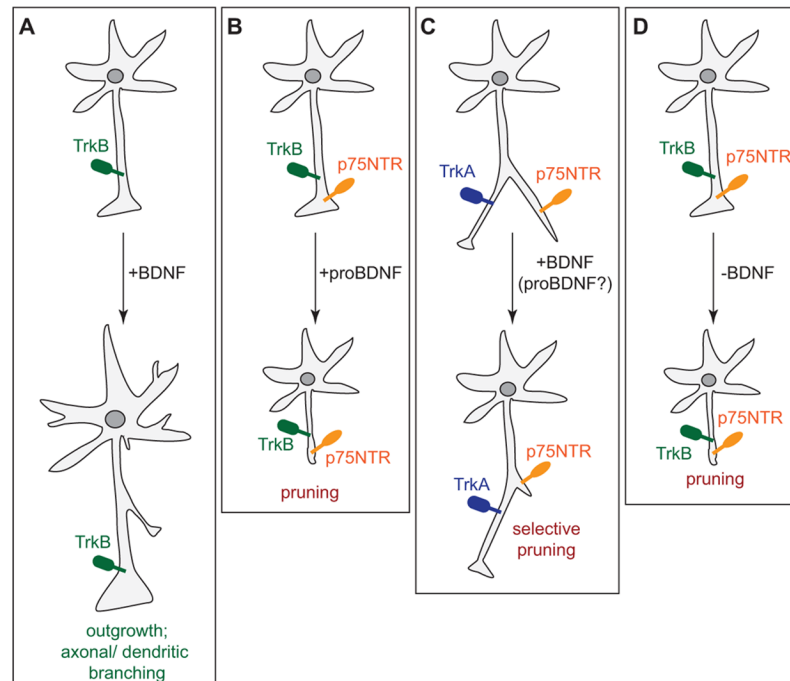 A
TrkB
+BDNF
TrkB
outgrowth;
axonal/ dendritic
branching
B
TrkB
p75NTR
+proBDNF
TrkB
p75NTR
pruning
C
TrkA
p75NTR
+BDNF
(proBDNF?)
p75NTR
TrkA
selective
pruning
D
TrkB
p75NTR
-BDNF
p75NTR
TrkB
pruning